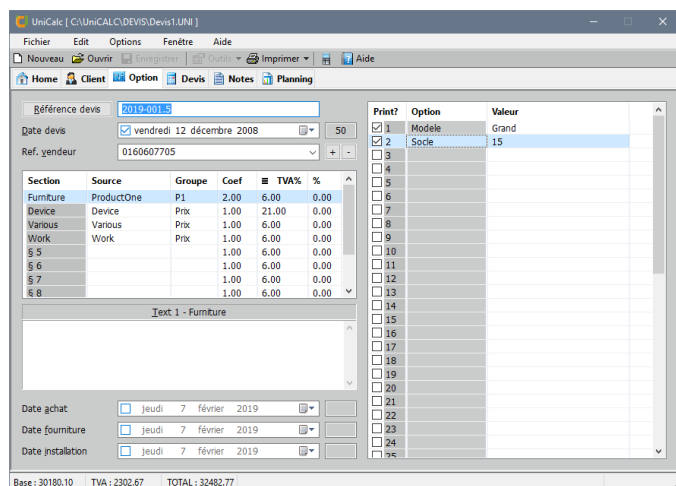 UniCalc [ C:\UniCALC\DEVIS\Devis1.UNI ]
Fichier Edit Options Fenêtre Aide
Nouveau Ouvrir Enregistrer Outils Imprimer Aide
Home Client Option Devis Notes Planning
Référence devis 2019-001.5
Date devis vendredi 12 décembre 2008 50
Ref. vendeur 0160607705 + -
Section Source Groupe Coef TVA% %
Furniture ProductOne P1 2.00 6.00 0.00
Device Device Prix 1.00 21.00 0.00
Various Various Prix 1.00 6.00 0.00
Work Work Prix 1.00 6.00 0.00
§ 5 1.00 6.00 0.00
§ 6 1.00 6.00 0.00
§ 7 1.00 6.00 0.00
§ 8 1.00 6.00 0.00
Text 1 - Furniture
Date achat jeudi 7 février 2019
Date fourniture jeudi 7 février 2019
Date installation jeudi 7 février 2019
Print? Option Valeur
1 Modele Grand
2 Socle 15
3
4
5
6
7
8
9
10
11
12
13
14
15
16
17
18
19
20
21
22
23
24
25
Base : 30180.10 TVA : 2302.67 TOTAL : 32482.77